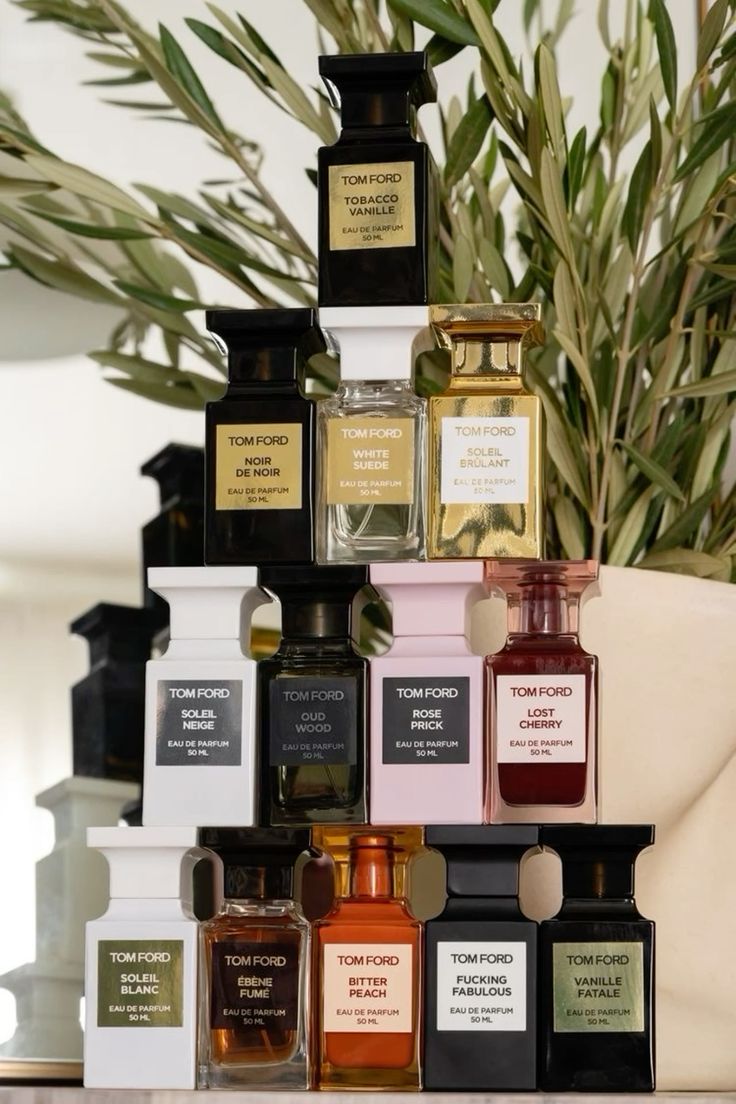 TOM FORD
TOBACCO
VANILLE
EAU DE PARFUM
50 ML
TOM FORD
NOIR
DE NOIR
EAU DE PARFUM
50 ML
TOM FORD
WHITE
SUEDE
EAU DE PARFUM
50 ML
TOM FORD
SOLEIL
BRÛLANT
EAU DE PARFUM
50 ML
TOM FORD
SOLEIL
NEIGE
EAU DE PARFUM
50 ML
TOM FORD
OUD
WOOD
EAU DE PARFUM
50 ML
TOM FORD
ROSE
PRICK
EAU DE PARFUM
50 ML
TOM FORD
LOST
CHERRY
EAU DE PARFUM
50 ML
TOM FORD
SOLEIL
BLANC
EAU DE PARFUM
50 ML
TOM FORD
ÉBÈNE
FUMÉ
EAU DE PARFUM
50 ML
TOM FORD
BITTER
PEACH
EAU DE PARFUM
50 ML
TOM FORD
FUCKING
FABULOUS
EAU DE PARFUM
50 ML
TOM FORD
VANILLE
FATALE
EAU DE PARFUM
50 ML